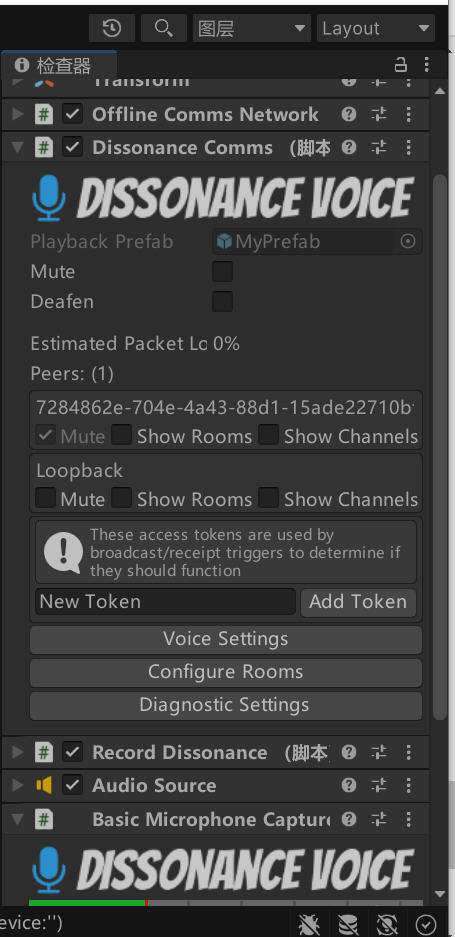 图层
Layout
检查器
Transform
Offline Comms Network
Dissonance Comms (脚本
DISSONANCE VOICE
Playback Prefab
MyPrefab
Mute
Deafen
Estimated Packet Lc 0%
Peers: (1)
7284862e-704e-4a43-88d1-15ade22710b
Mute Show Rooms Show Channels
Loopback
Mute Show Rooms Show Channels
These access tokens are used by
broadcast/receipt triggers to determine if
they should function
New Token
Add Token
Voice Settings
Configure Rooms
Diagnostic Settings
Record Dissonance (脚本
Audio Source
Basic Microphone Capture
DISSONANCE VOICE
evice:'')